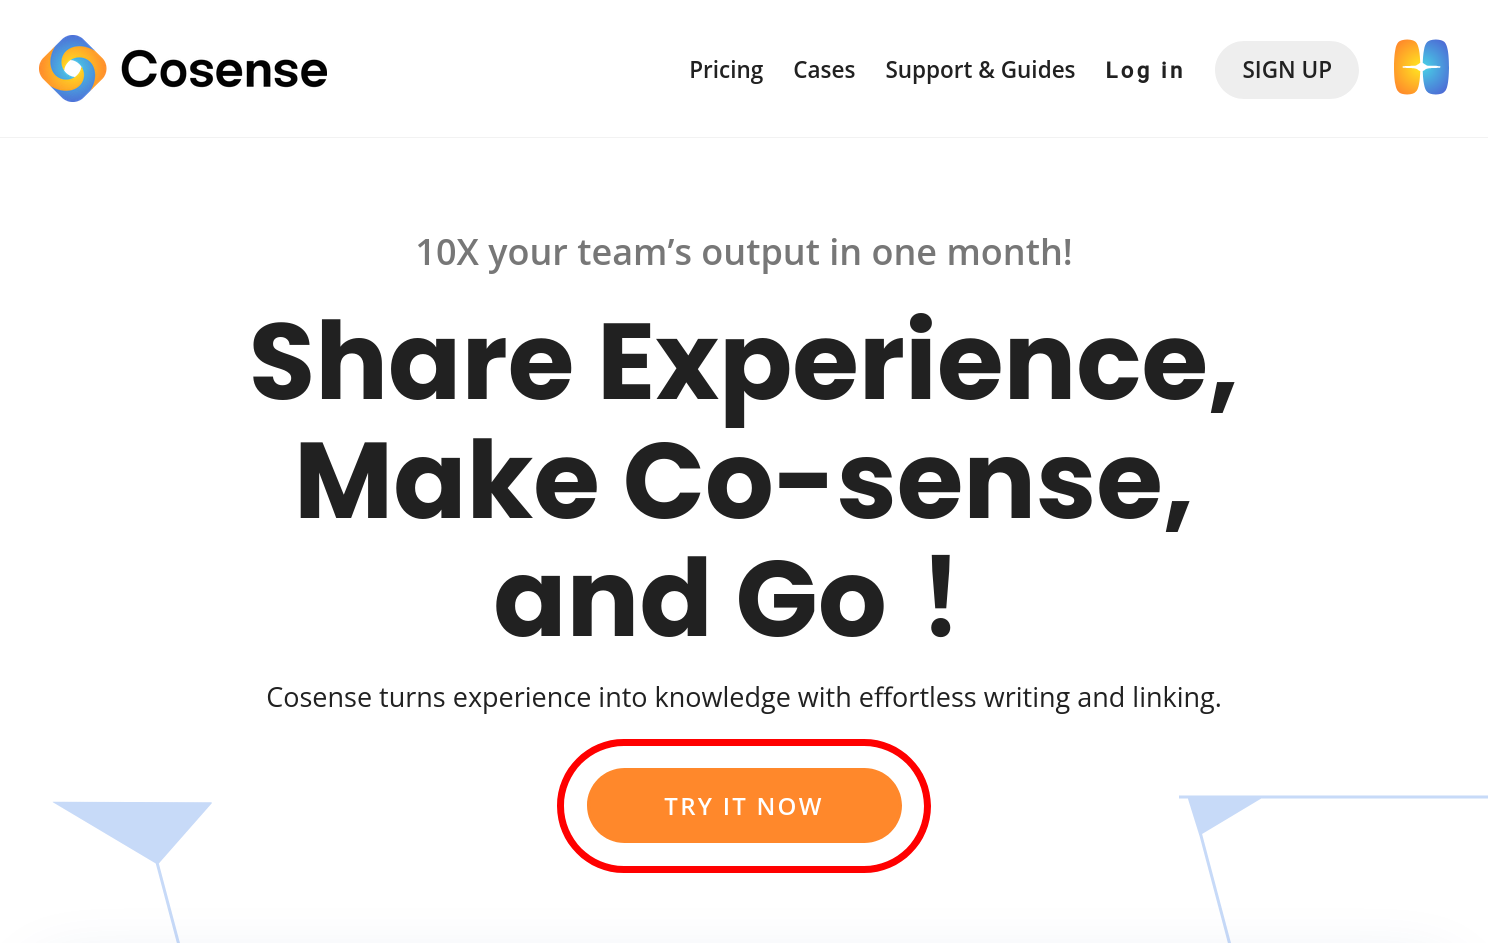 Cosense
Pricing Cases Support & Guides Log in SIGN UP
10X your team’s output in one month!
Share Experience,
Make Co-sense,
and Go！
Cosense turns experience into knowledge with effortless writing and linking.
TRY IT NOW